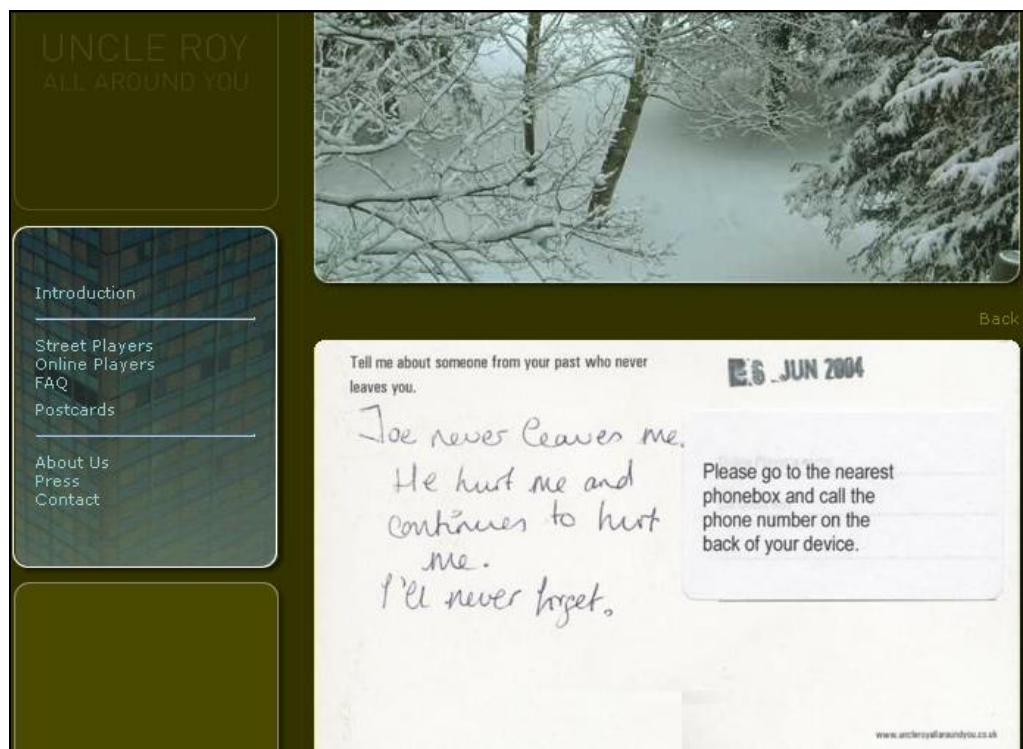 UNCLE ROY
ALL AROUND YOU
Introduction
Street Players
Online Players
FAQ
Postcards
About Us
Press
Contact
Back
Tell me about someone from your past who never
leaves you.
6 JUN 2004
Joe never leaves me.
He hurt me and
continues to hurt
me.
I'll never forget.
Please go to the nearest
phonebox and call the
phone number on the
back of your device.
www.uncleroyallaroundyou.co.uk